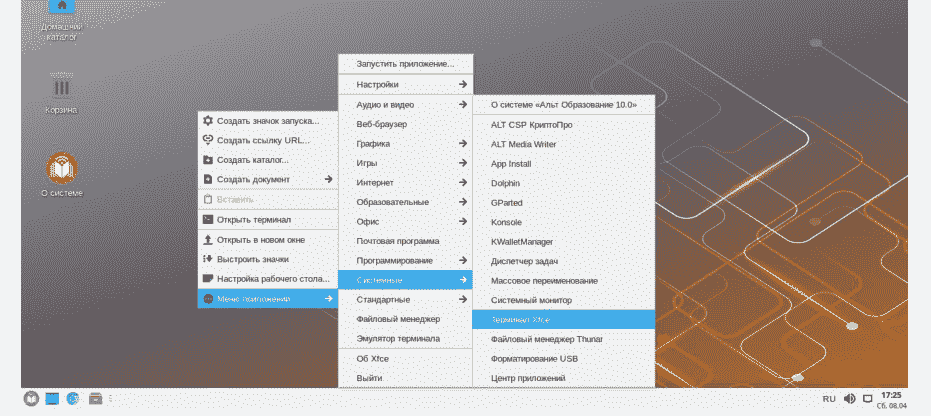 Домашний
каталог
Корзина
О системе
Создать значок запуска...
Создать ссылку URL...
Создать каталог...
Создать документ
Вставить
Открыть терминал
Открыть в новом окне
Выстроить значки
Настройка рабочего стола...
Меню приложений
Запустить приложение...
Настройки
Аудио и видео
Веб-браузер
Графика
Игры
Интернет
Образовательные
Офис
Почтовая программа
Программирование
Системные
Стандартные
Файловый менеджер
Эмулятор терминала
Об Xfce
Выйти
О системе «Альт Образование 10.0»
ALT CSP КриптоПро
ALT Media Writer
App Install
Dolphin
GParted
Konsole
KWalletManager
Диспетчер задач
Массовое переименование
Системный монитор
Терминал Xfce
Файловый менеджер Thunar
Форматирование USB
Центр приложений
RU
17:25
Сб, 08.04